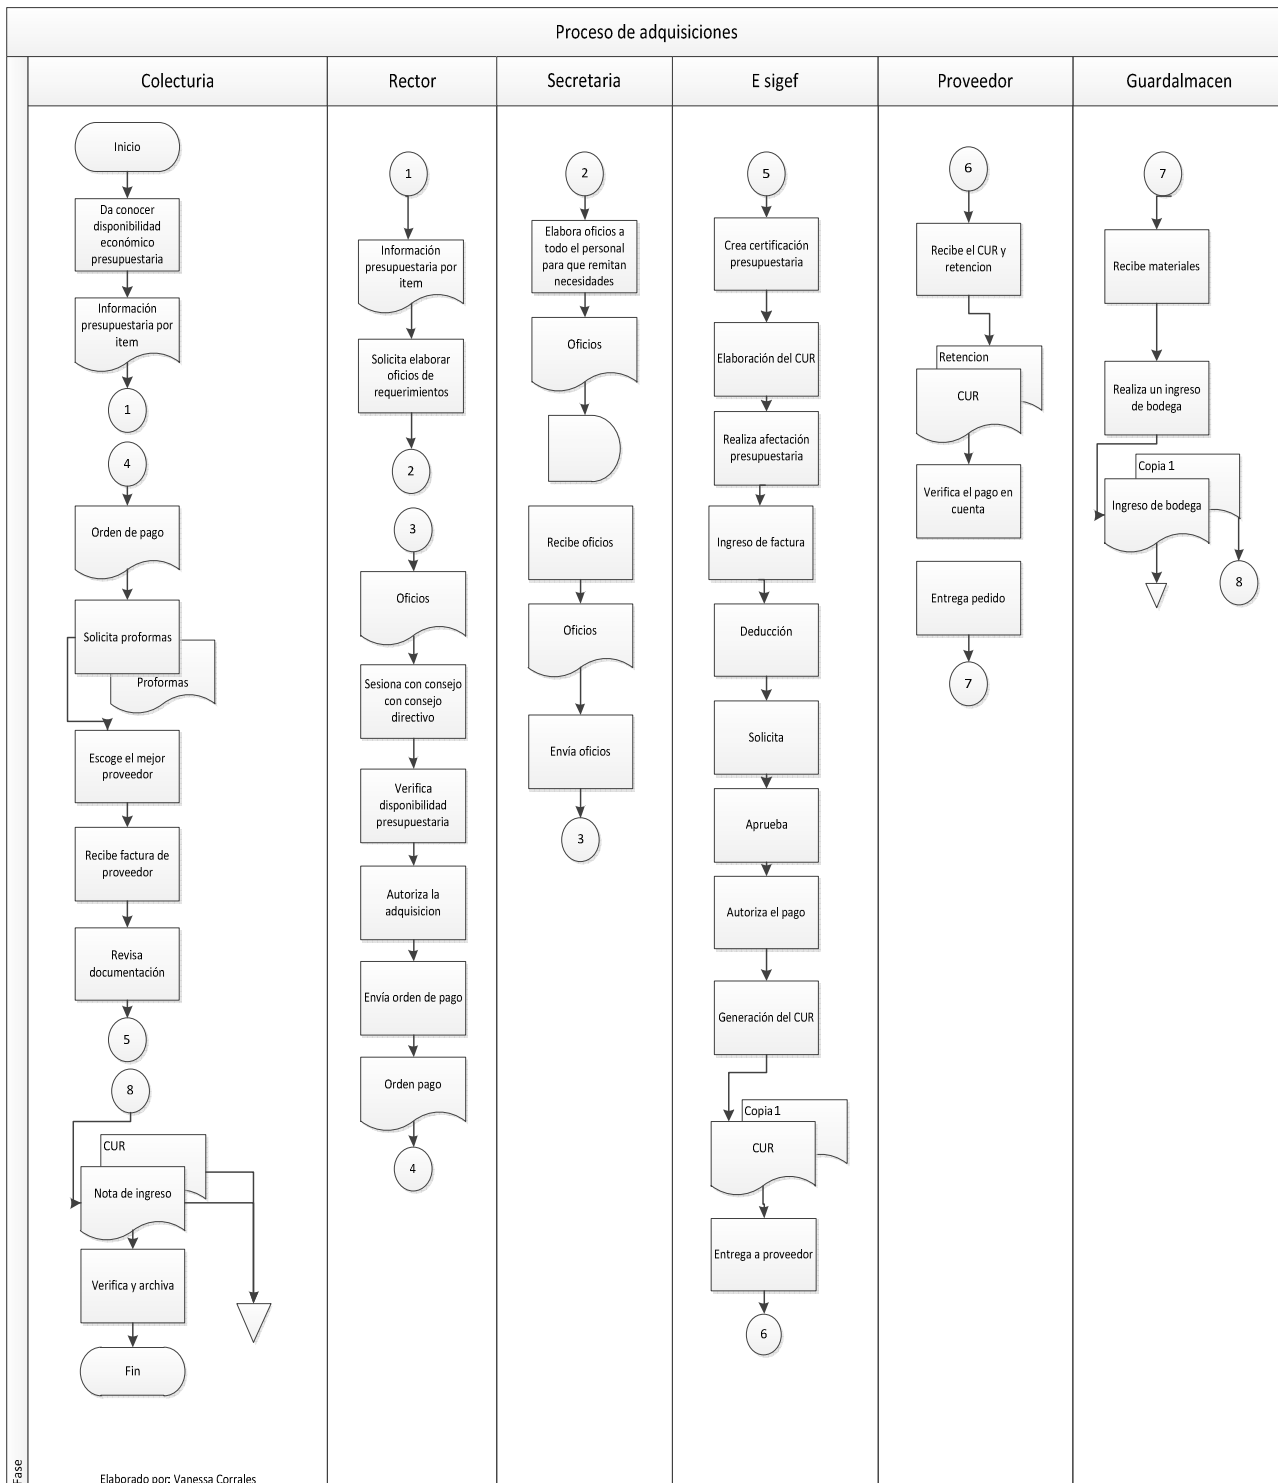 Proceso de adquisiciones
Fase
Colecturia
Rector
Secretaria
E sigef
Proveedor
Guardalmacen
Inicio
Da conocer
disponibilidad
económico
presupuestaria
Información
presupuestaria por
item
1
4
Orden de pago
Solicita proformas
Proformas
Escoge el mejor
proveedor
Recibe factura de
proveedor
Revisa
documentación
5
8
CUR
Nota de ingreso
Verifica y archiva
Fin
Elaborado por: Vanessa Corrales
1
Información
presupuestaria por
item
Solicita elaborar
oficios de
requerimientos
2
3
Oficios
Sesiona con consejo
con consejo
directivo
Verifica
disponibilidad
presupuestaria
Autoriza la
adquisicion
Envía orden de pago
Orden pago
4
2
Elabora oficios a
todo el personal
para que remitan
necesidades
Oficios
Recibe oficios
Oficios
Envía oficios
3
5
Crea certificación
presupuestaria
Elaboración del CUR
Realiza afectación
presupuestaria
Ingreso de factura
Deducción
Solicita
Aprueba
Autoriza el pago
Generación del CUR
Copia 1
CUR
Entrega a proveedor
6
6
Recibe el CUR y
retencion
Retencion
CUR
Verifica el pago en
cuenta
Entrega pedido
7
7
Recibe materiales
Realiza un ingreso
de bodega
Copia 1
Ingreso de bodega
8